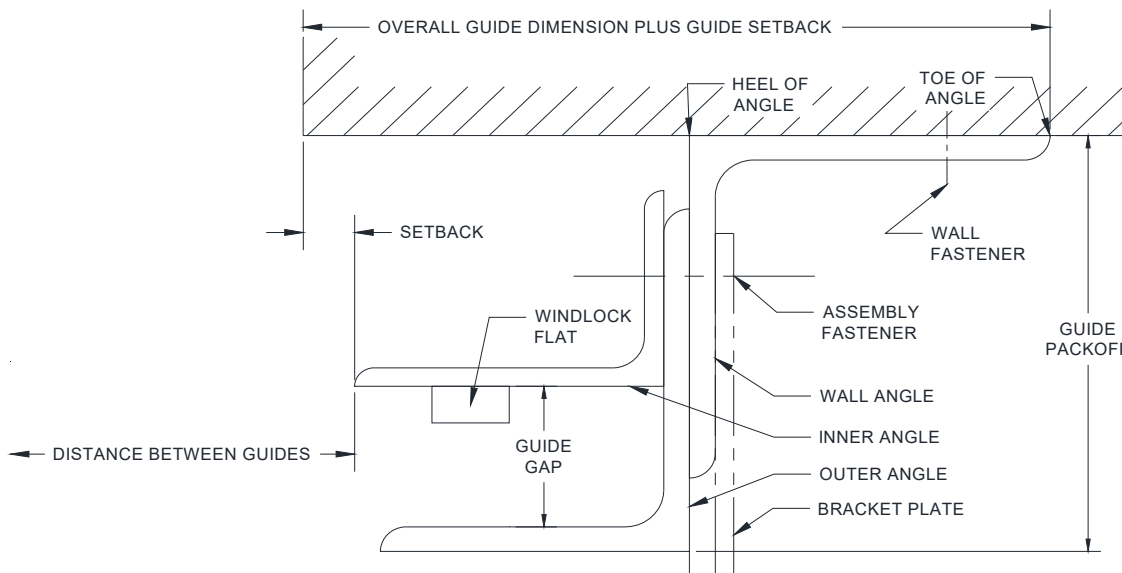 OVERALL GUIDE DIMENSION PLUS GUIDE SETBACK
HEEL OF
ANGLE
TOE OF
ANGLE
SETBACK
WALL
FASTENER
WINDLOCK
FLAT
ASSEMBLY
FASTENER
GUIDE
PACKOFF
WALL ANGLE
INNER ANGLE
DISTANCE BETWEEN GUIDES
GUIDE
GAP
OUTER ANGLE
BRACKET PLATE